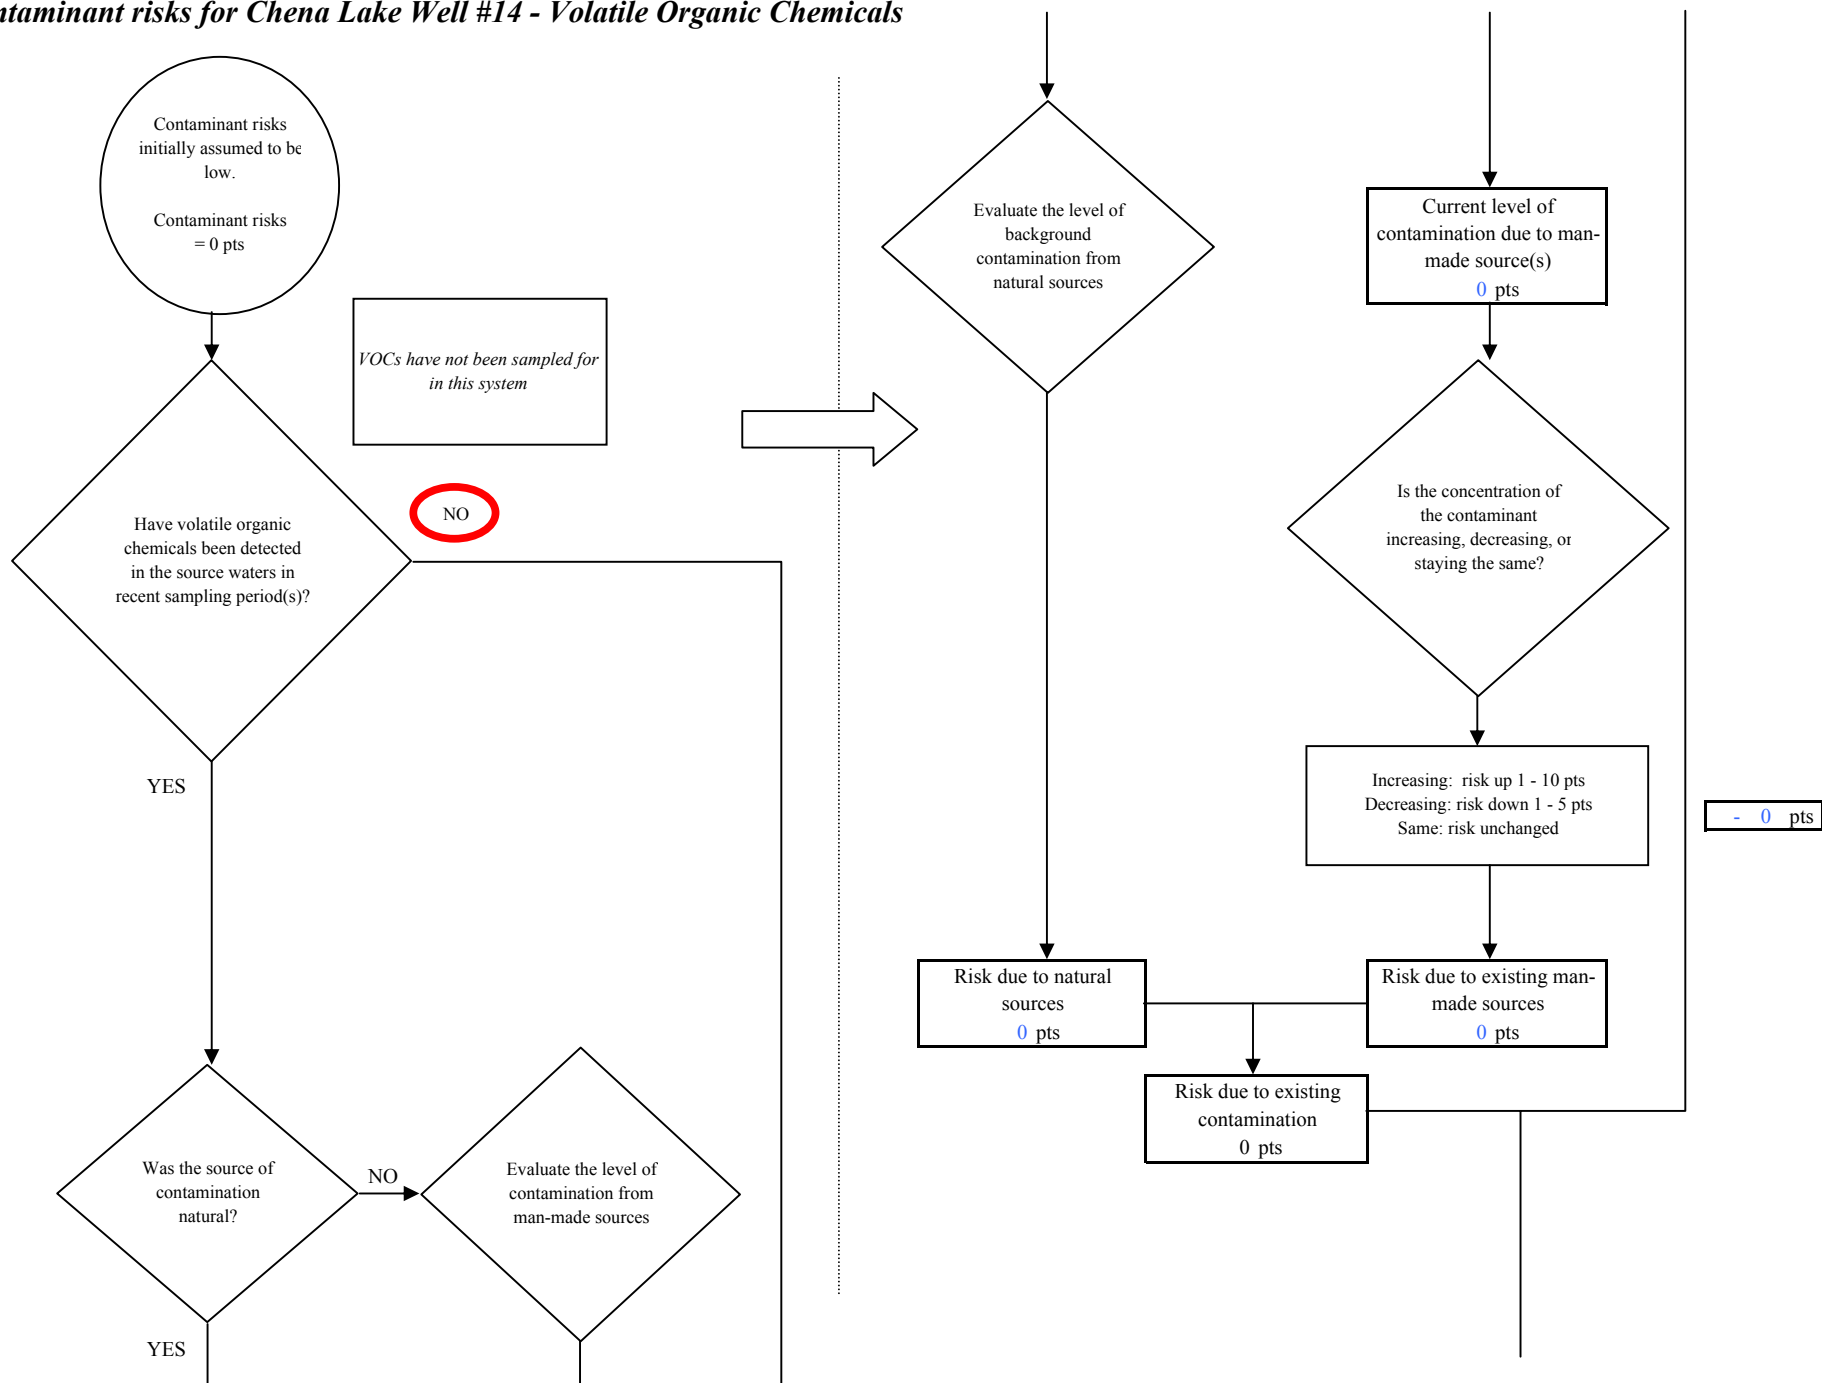 ntaminant risks for Chena Lake Well #14 - Volatile Organic Chemicals
Contaminant risks
initially assumed to be
low.
Contaminant risks
= 0 pts
VOCs have not been sampled for
in this system
NO
Have volatile organic
chemicals been detected
in the source waters in
recent sampling period(s)?
YES
Was the source of
contamination
natural?
NO
Evaluate the level of
contamination from
man-made sources
YES
Evaluate the level of
background
contamination from
natural sources
Current level of
contamination due to man-
made source(s)
0 pts
Is the concentration of
the contaminant
increasing, decreasing, or
staying the same?
Increasing: risk up 1 - 10 pts
Decreasing: risk down 1 - 5 pts
Same: risk unchanged
- 0 pts
Risk due to natural
sources
0 pts
Risk due to existing man-
made sources
0 pts
Risk due to existing
contamination
0 pts